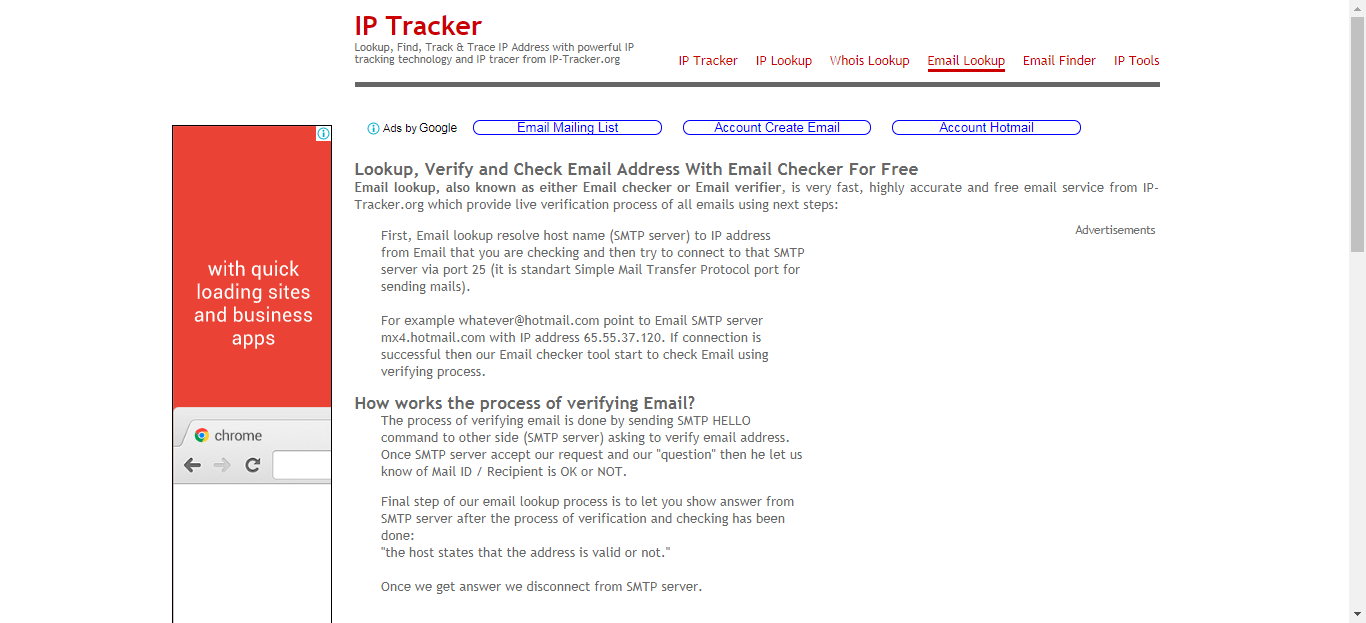 IP Tracker
Lookup, Find, Track & Trace IP Address with powerful IP
tracking technology and IP tracer from IP-Tracker.org
IP Tracker IP Lookup Whois Lookup Email Lookup Email Finder IP Tools
Ads by Google Email Mailing List Account Create Email Account Hotmail
with quick
loading sites
and business
apps
chrome
Lookup, Verify and Check Email Address With Email Checker For Free
Email lookup, also known as either Email checker or Email verifier, is very fast, highly accurate and free email service from IP-
Tracker.org which provide live verification process of all emails using next steps:
Advertisements
First, Email lookup resolve host name (SMTP server) to IP address
from Email that you are checking and then try to connect to that SMTP
server via port 25 (it is standart Simple Mail Transfer Protocol port for
sending mails).
For example whatever@hotmail.com point to Email SMTP server
mx4.hotmail.com with IP address 65.55.37.120. If connection is
successful then our Email checker tool start to check Email using
verifying process.
How works the process of verifying Email?
The process of verifying email is done by sending SMTP HELLO
command to other side (SMTP server) asking to verify email address.
Once SMTP server accept our request and our "question" then he let us
know of Mail ID / Recipient is OK or NOT.
Final step of our email lookup process is to let you show answer from
SMTP server after the process of verification and checking has been
done:
"the host states that the address is valid or not."
Once we get answer we disconnect from SMTP server.